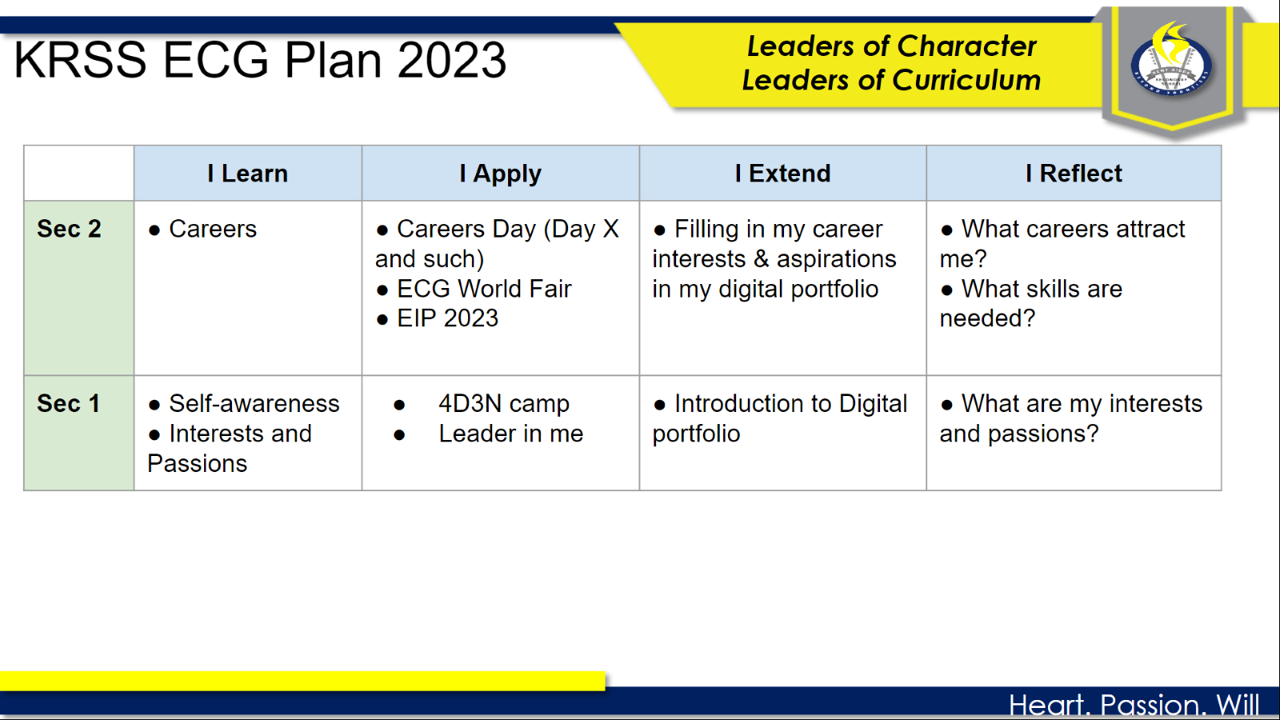 KRSS ECG Plan 2023
Leaders of Character
Leaders of Curriculum
I Learn
I Apply
I Extend
I Reflect
Sec 2
● Careers
● Careers Day (Day X
and such)
● ECG World Fair
● EIP 2023
● Filling in my career
interests & aspirations
in my digital portfolio
● What careers attract
me?
● What skills are
needed?
Sec 1
● Self-awareness
● Interests and
Passions
● 4D3N camp
● Leader in me
● Introduction to Digital
portfolio
● What are my interests
and passions?
Heart. Passion. Will